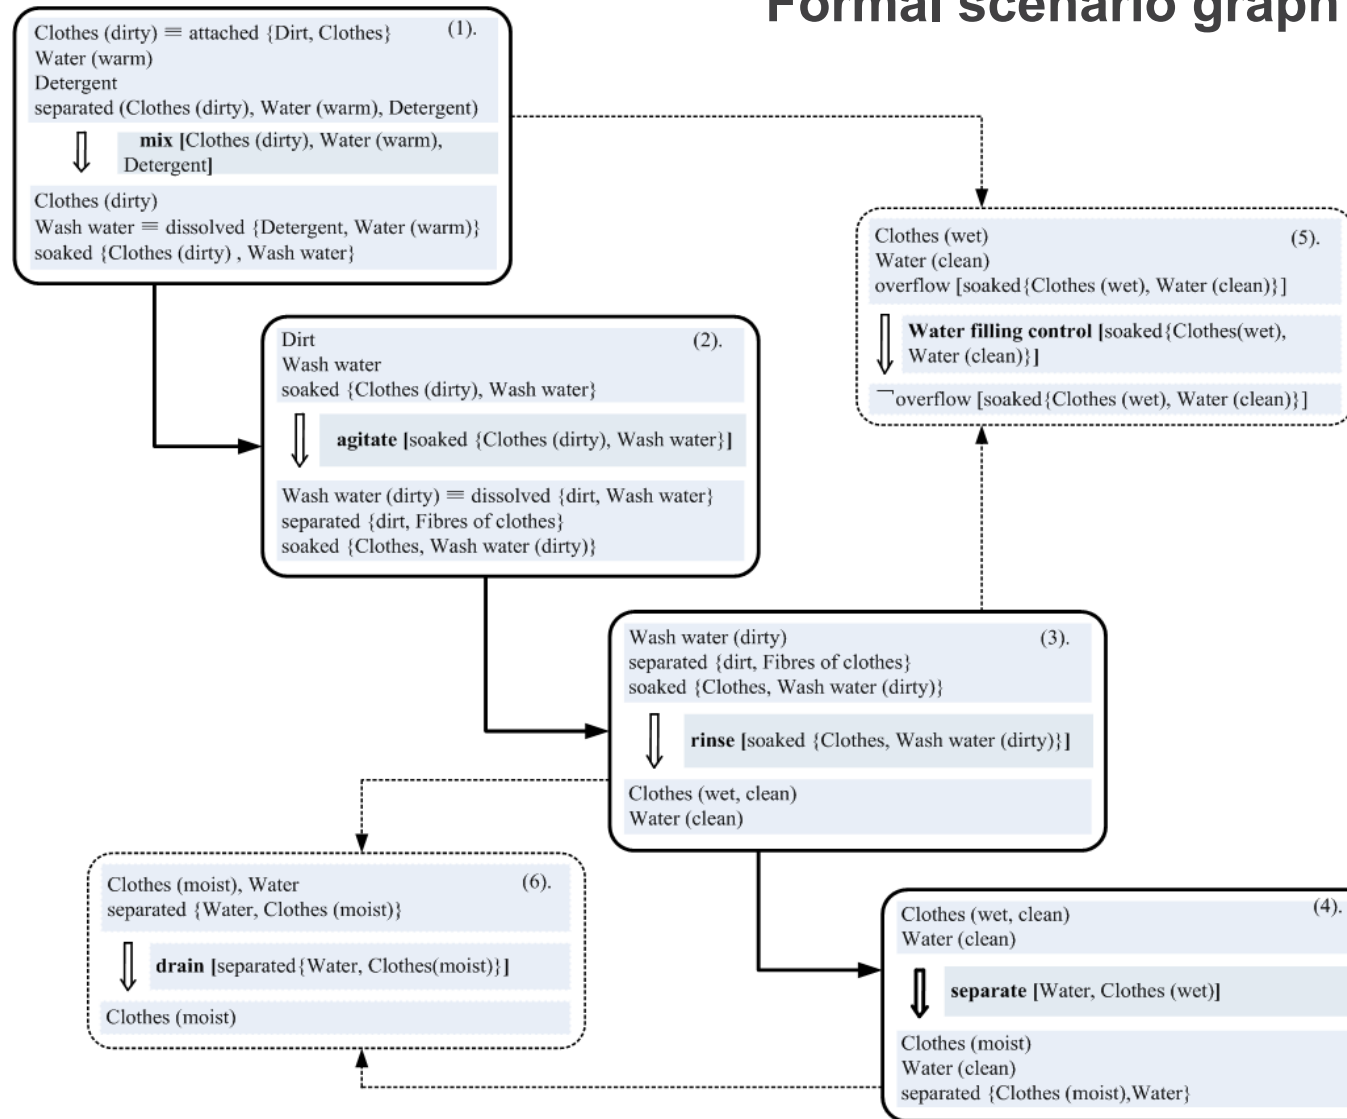 Formal scenario graph
Clothes (dirty) ≡ attached {Dirt, Clothes} (1).
Water (warm)
Detergent
separated (Clothes (dirty), Water (warm), Detergent)
mix [Clothes (dirty), Water (warm),
Detergent]
Clothes (dirty)
Wash water ≡ dissolved {Detergent, Water (warm)}
soaked {Clothes (dirty) , Wash water}
Dirt (2).
Wash water
soaked {Clothes (dirty), Wash water}
agitate [soaked {Clothes (dirty), Wash water}]
Wash water (dirty) ≡ dissolved {dirt, Wash water}
separated {dirt, Fibres of clothes}
soaked {Clothes, Wash water (dirty)}
Wash water (dirty) (3).
separated {dirt, Fibres of clothes}
soaked {Clothes, Wash water (dirty)}
rinse [soaked {Clothes, Wash water (dirty)}]
Clothes (wet, clean)
Water (clean)
Clothes (wet, clean) (4).
Water (clean)
separate [Water, Clothes (wet)]
Clothes (moist)
Water (clean)
separated {Clothes (moist),Water}
Clothes (wet) (5).
Water (clean)
overflow [soaked{Clothes (wet), Water (clean)}]
Water filling control [soaked{Clothes(wet),
Water (clean)}]
¬overflow [soaked{Clothes (wet), Water (clean)}]
Clothes (moist), Water (6).
separated {Water, Clothes (moist)}
drain [separated{Water, Clothes(moist)}]
Clothes (moist)